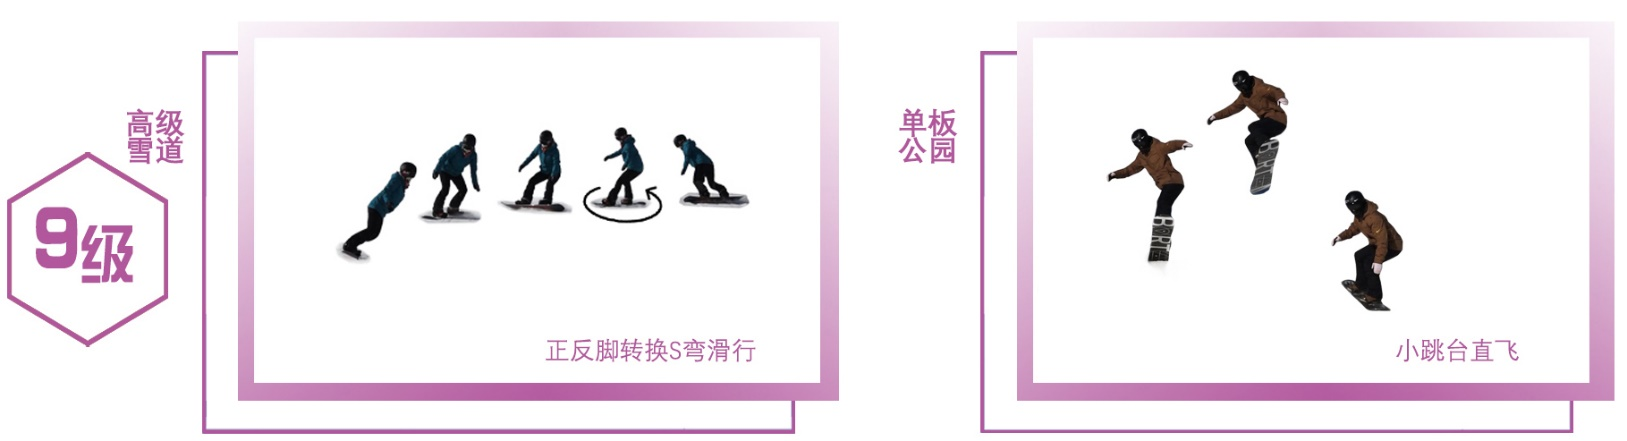 高级
雪道
9级
正反脚转换S弯滑行
单板
公园
小跳台直飞